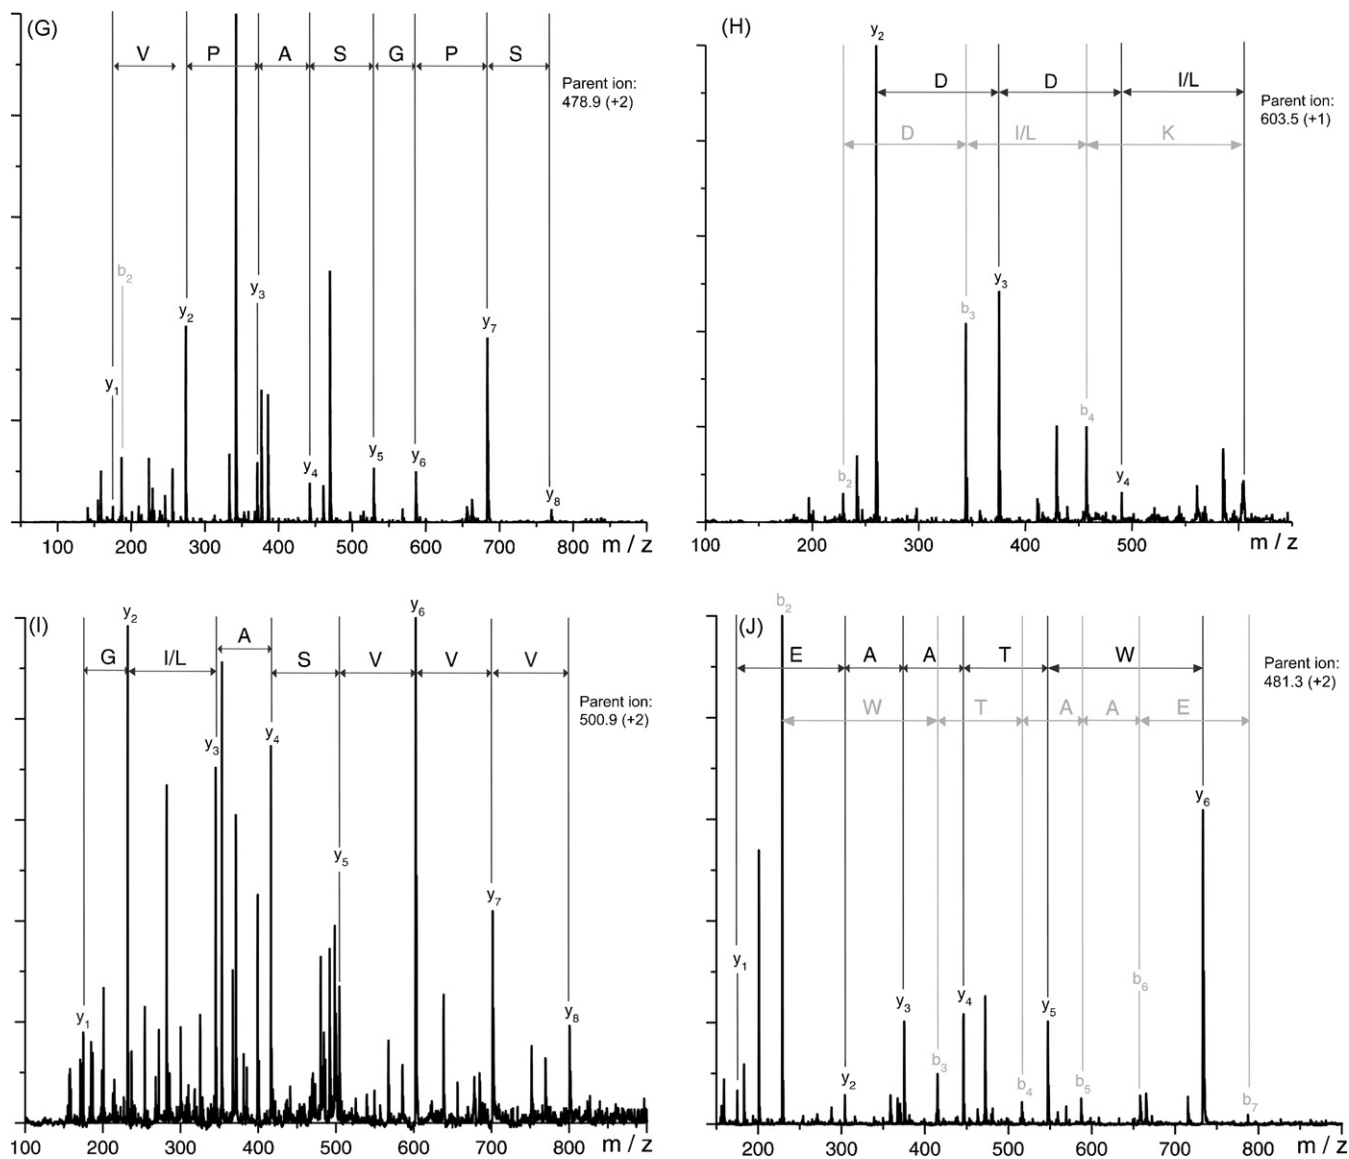 (G)
V P A S G P S
Parent ion:
478.9 (+2)
b2
y3
y2
y7
y1
y4
y5
y6
y8
100 200 300 400 500 600 700 800 m / z
(H)
y2
D D I/L
Parent ion:
603.5 (+1)
D I/L K
y3
b3
b4
b2
y4
100 200 300 400 500 m / z
(I)
y2
y6
A
G I/L S V V V
Parent ion:
500.9 (+2)
y3
y4
y5
y7
y1
y8
100 200 300 400 500 600 700 800 m / z
b2
(J)
E A A T W
Parent ion:
481.3 (+2)
W T A A E
y6
y1
b6
y3
y4
y5
b3
y2
b4
b5
b7
200 300 400 500 600 700 800 m / z